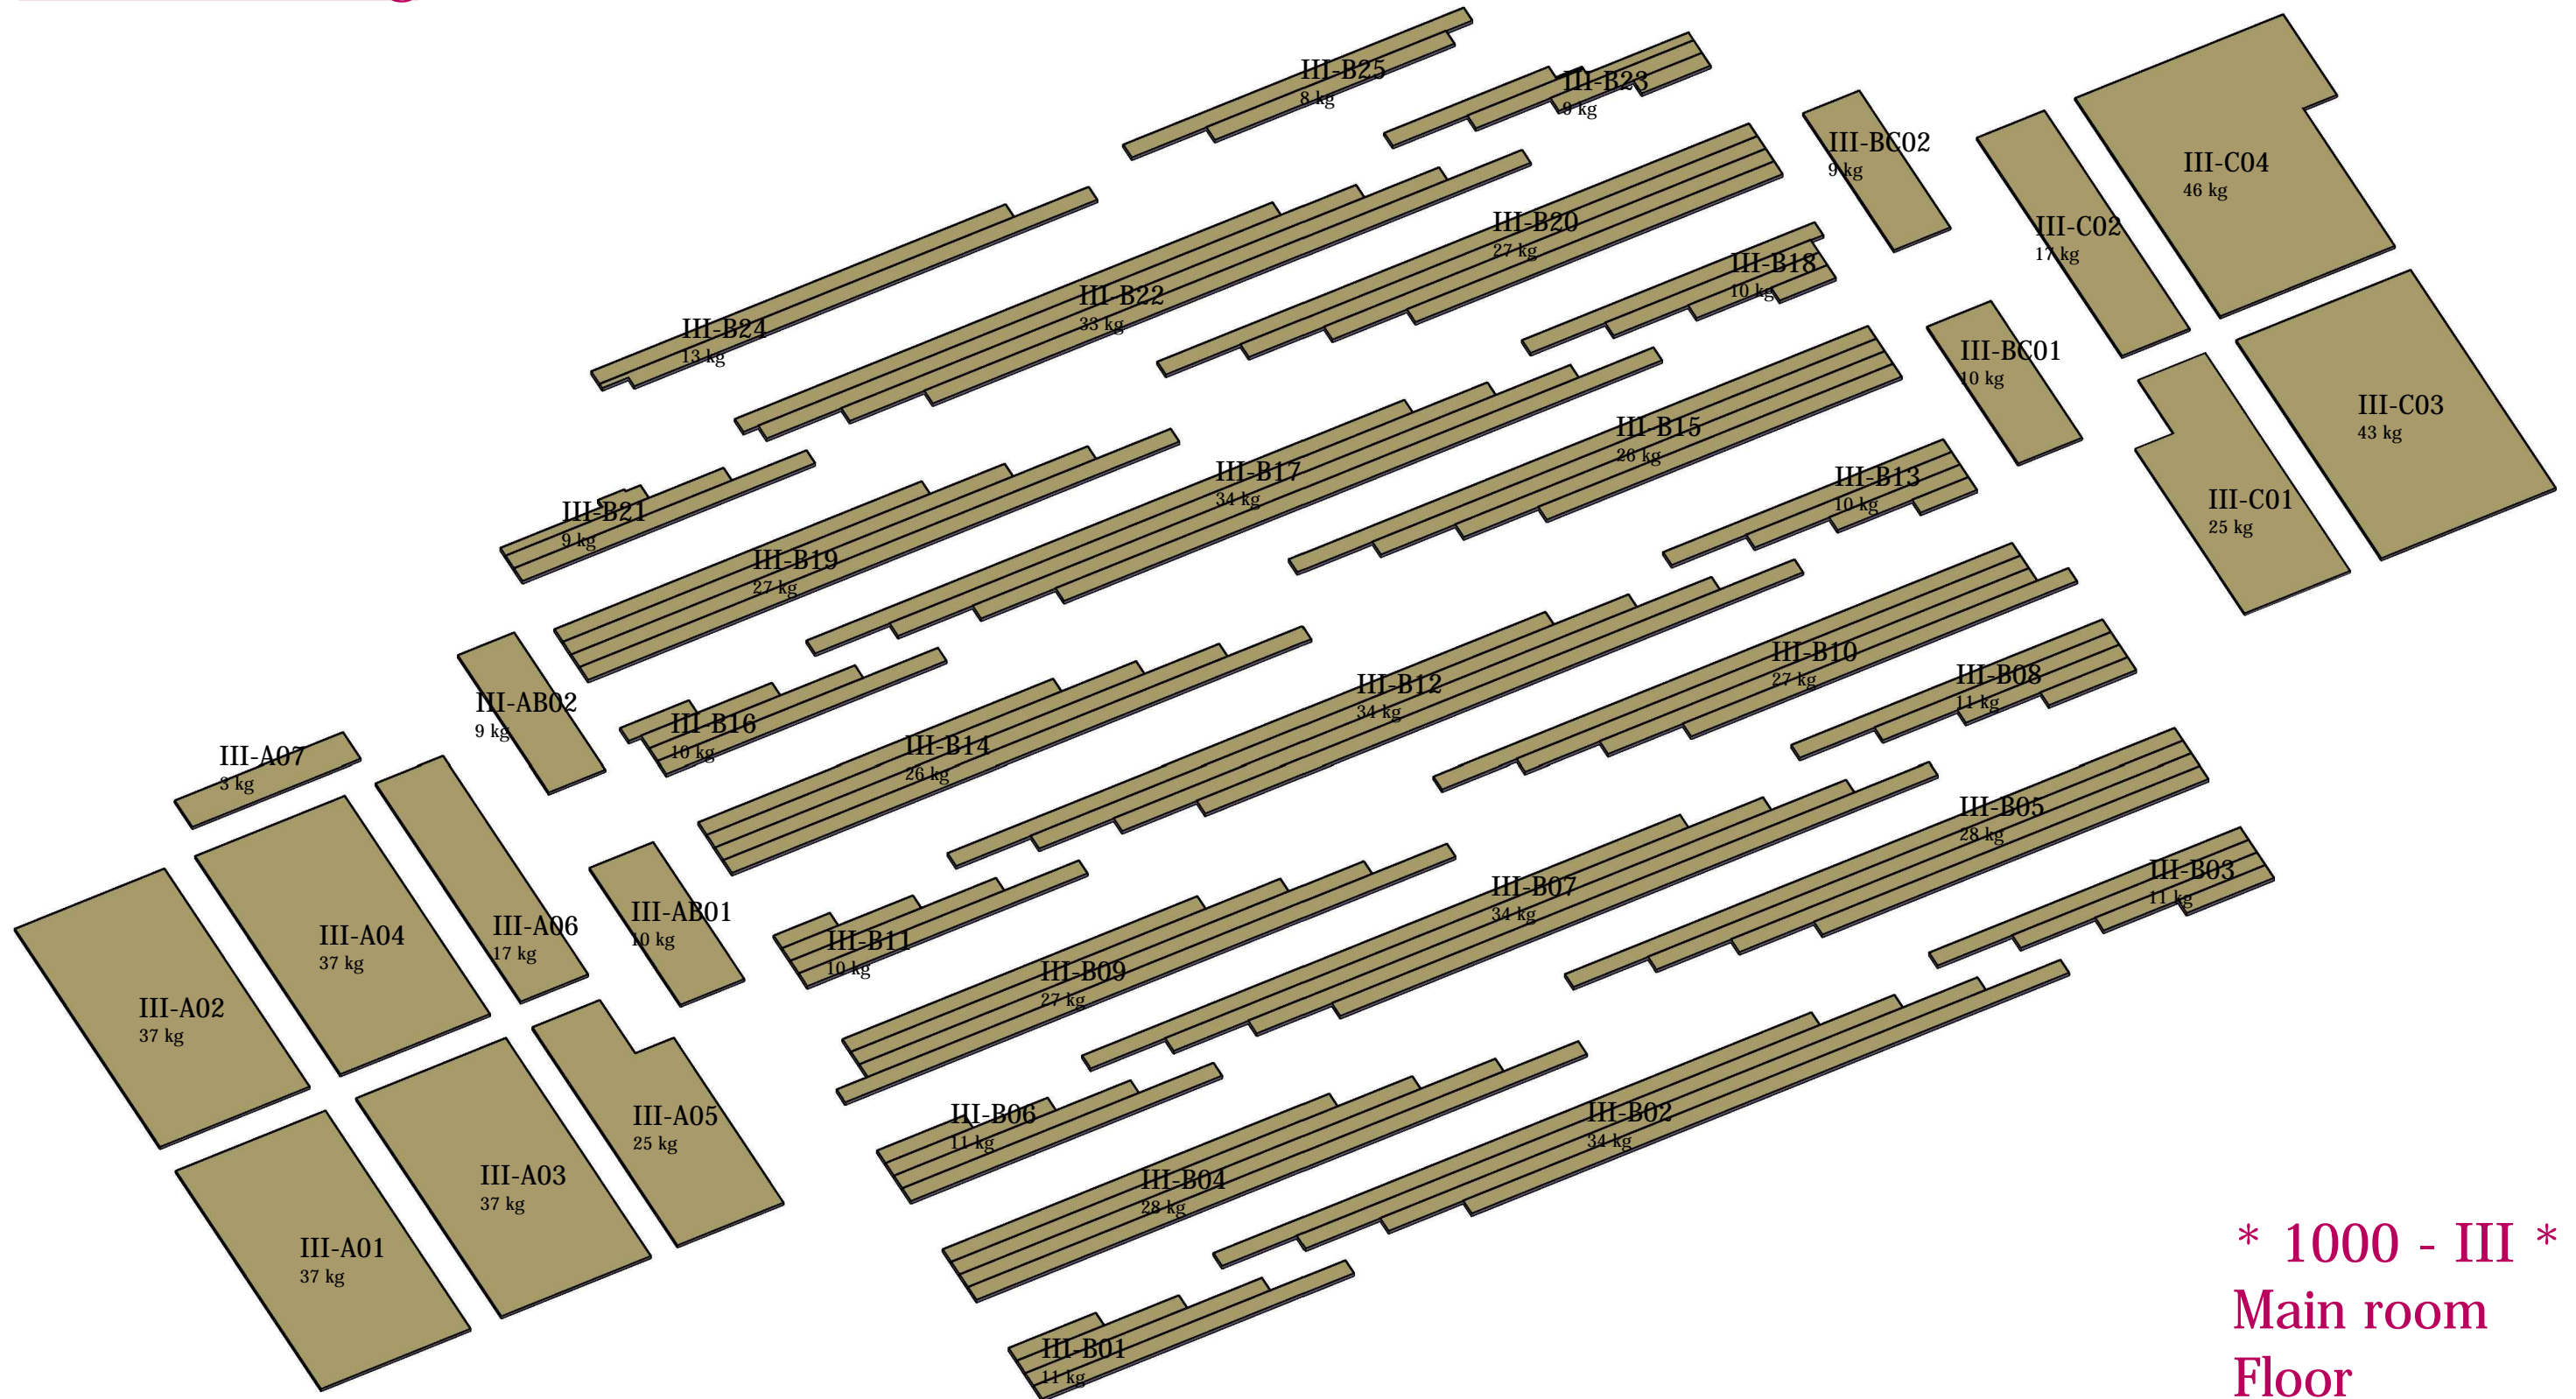 III-B25
8 kg
III-B23
9 kg
III-BC02
9 kg
III-C04
46 kg
III-B20
27 kg
III-C02
17 kg
III-B18
10 kg
III-B22
33 kg
III-B24
13 kg
III-BC01
10 kg
III-C03
43 kg
III-B15
26 kg
III-B17
34 kg
III-B13
10 kg
III-C01
25 kg
III-B21
9 kg
III-B19
27 kg
III-B10
27 kg
III-B08
11 kg
III-B12
34 kg
III-AB02
9 kg
III-B16
10 kg
III-B14
26 kg
III-A07
3 kg
III-B05
28 kg
III-B03
11 kg
III-B07
34 kg
III-AB01
10 kg
III-A06
17 kg
III-A04
37 kg
III-B11
10 kg
III-B09
27 kg
III-A02
37 kg
III-B06
11 kg
III-A05
25 kg
III-B02
34 kg
III-A03
37 kg
III-B04
28 kg
III-A01
37 kg
III-B01
11 kg
* 1000 - III *
Main room
Floor